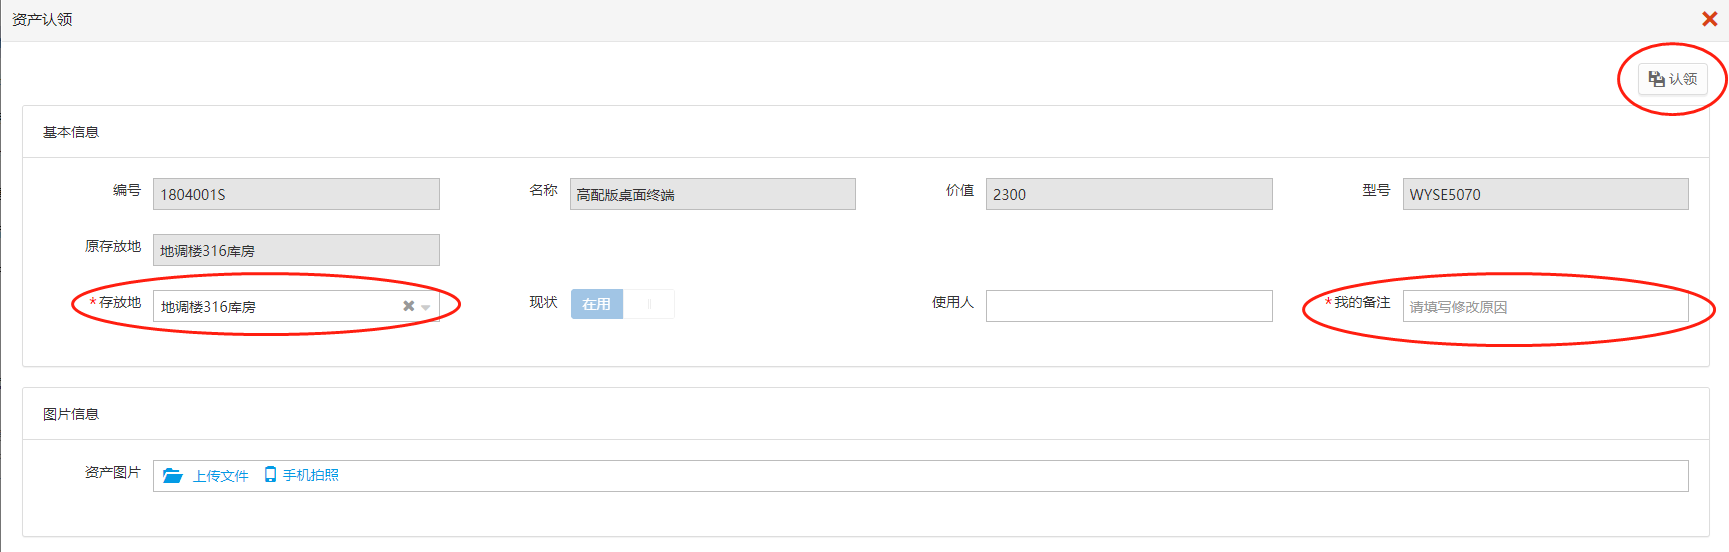 资产认领
认领
基本信息
编号 1804001S 名称 高配版桌面终端 价值 2300 型号 WYSE5070
原存放地 地调楼316库房
*存放地 地调楼316库房 现状 在用 使用人 *我的备注 请填写修改原因
图片信息
资产图片 上传文件 手机拍照